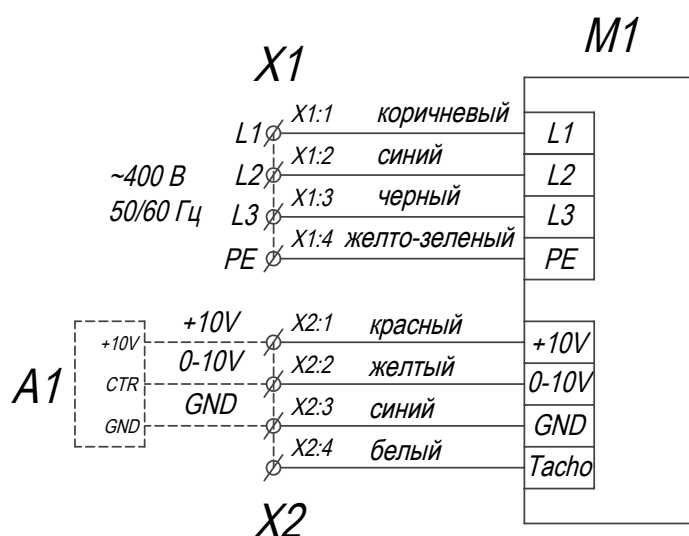 M1
X1
L1 X1:1 коричневый L1
L2 X1:2 синий L2
~400 В
50/60 Гц
L3 X1:3 черный L3
PE X1:4 желто-зеленый PE
A1
+10V +10V X2:1 красный +10V
CTR 0-10V X2:2 желтый 0-10V
GND GND X2:3 синий GND
X2:4 белый Tacho
X2